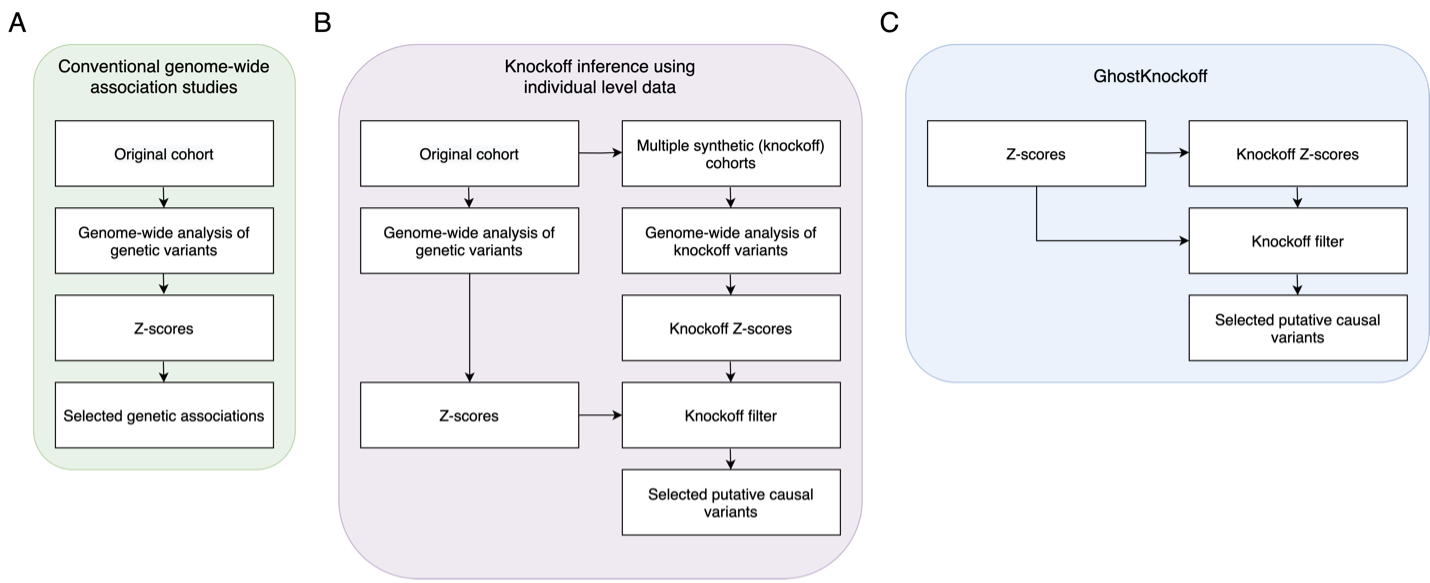 A
Conventional genome-wide
association studies
Original cohort
Genome-wide analysis of
genetic variants
Z-scores
Selected genetic associations
B
Knockoff inference using
individual level data
Original cohort
Multiple synthetic (knockoff)
cohorts
Genome-wide analysis of
genetic variants
Genome-wide analysis of
knockoff variants
Knockoff Z-scores
Z-scores
Knockoff filter
Selected putative causal
variants
C
GhostKnockoff
Z-scores
Knockoff Z-scores
Knockoff filter
Selected putative causal
variants